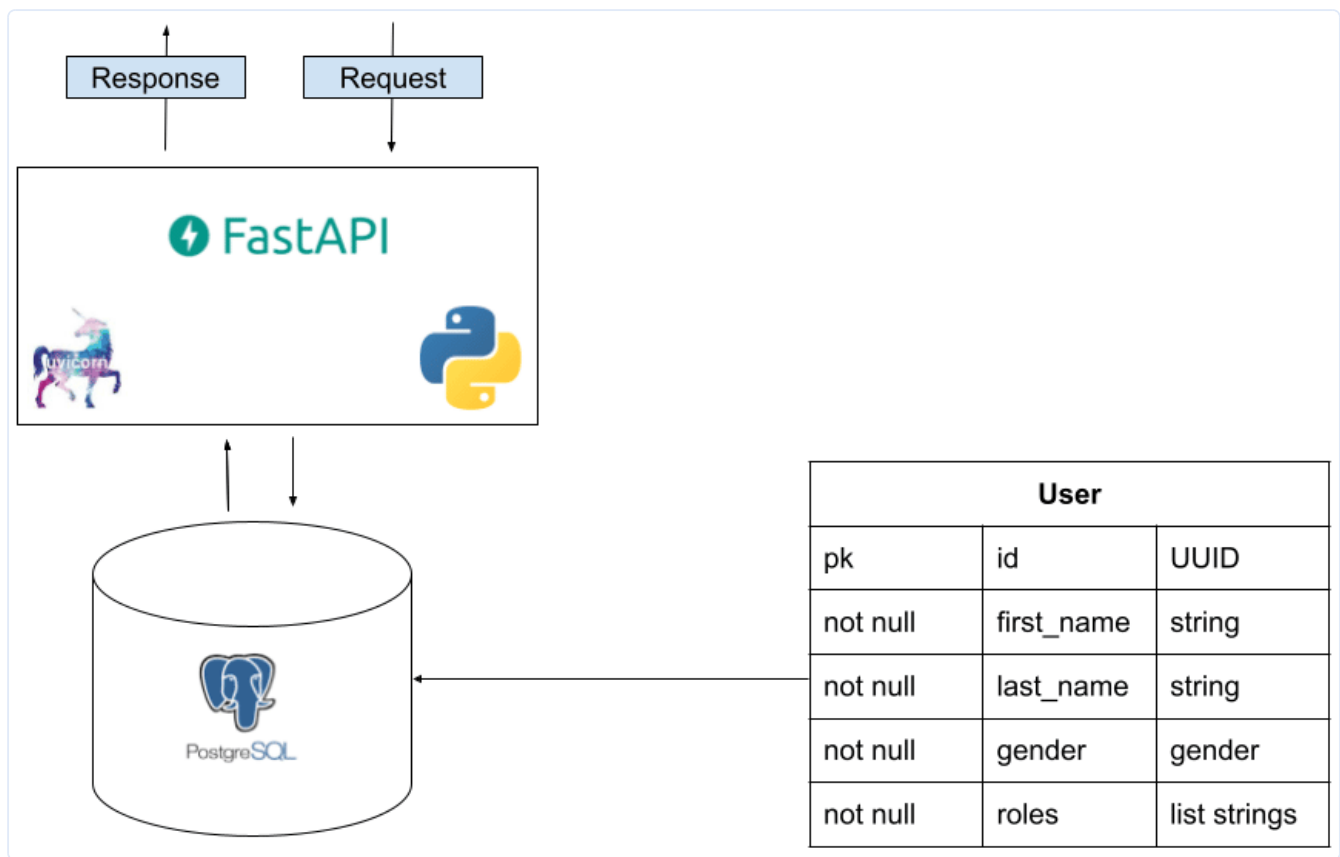 Response
Request
FastAPI
uvicorn
PostgreSQL
User
pk id UUID
not null first_name string
not null last_name string
not null gender gender
not null roles list strings